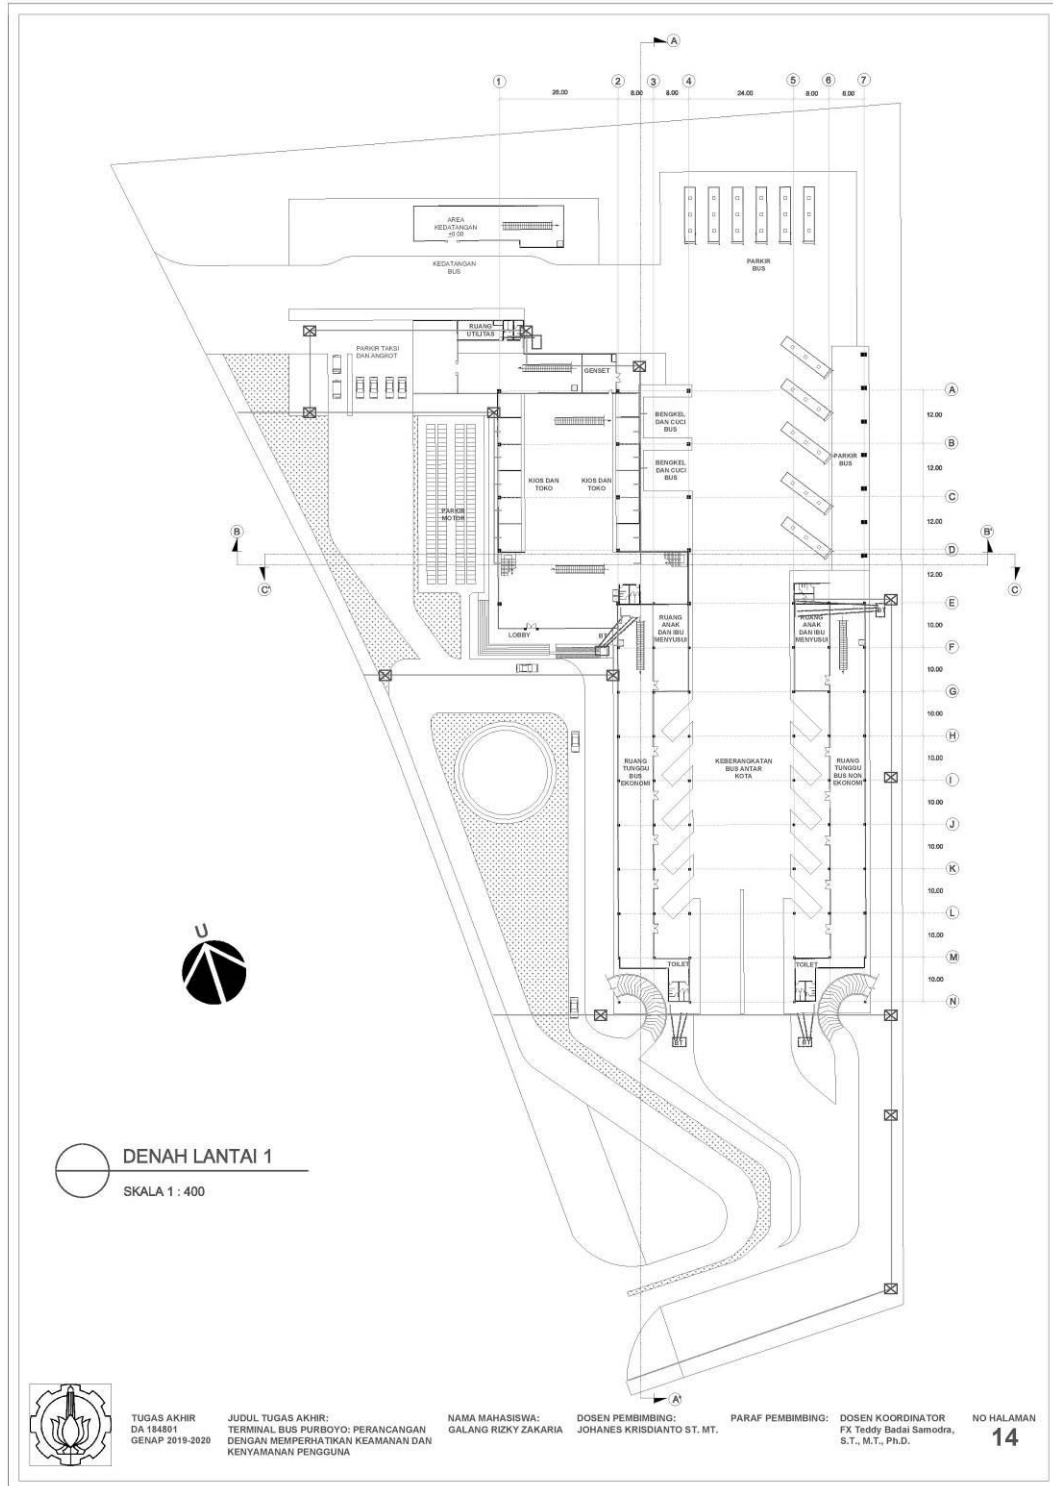 A
1
2
3
4
5
6
7
26.00
8.00
8.00
24.00
8.00
8.00
AREA
KEDATANGAN
±0.00
KEDATANGAN
BUS
PARKIR
BUS
RUANG
UTILITAS
PARKIR TAKSI
DAN ANGKOT
GENSET
A
BENGKEL
DAN CUCI
BUS
12.00
B
PARKIR
BUS
BENGKEL
DAN CUCI
BUS
12.00
KIOS DAN
TOKO
KIOS DAN
TOKO
C
PARKIR
MOTOR
12.00
B
B'
D
12.00
C'
C
E
RUANG
ANAK
DAN IBU
MENYUSUI
RUANG
ANAK
DAN IBU
MENYUSUI
10.00
LOBBY
BT
F
10.00
G
10.00
H
10.00
RUANG
TUNGGU
BUS
EKONOMI
KEBERANGKATAN
BUS ANTAR
KOTA
RUANG
TUNGGU
BUS NON
EKONOMI
I
10.00
J
10.00
K
10.00
L
10.00
M
TOILET
TOILET
10.00
N
U
BT
BT
DENAH LANTAI 1
SKALA 1 : 400
A'
TUGAS AKHIR
DA 184801
GENAP 2019-2020
JUDUL TUGAS AKHIR:
TERMINAL BUS PURBOYO: PERANCANGAN
DENGAN MEMPERHATIKAN KEAMANAN DAN
KENYAMANAN PENGGUNA
NAMA MAHASISWA:
GALANG RIZKY ZAKARIA
DOSEN PEMBIMBING:
JOHANES KRISDIANTO ST. MT.
PARAF PEMBIMBING:
DOSEN KOORDINATOR
FX Teddy Badai Samodra,
S.T., M.T., Ph.D.
NO HALAMAN
14